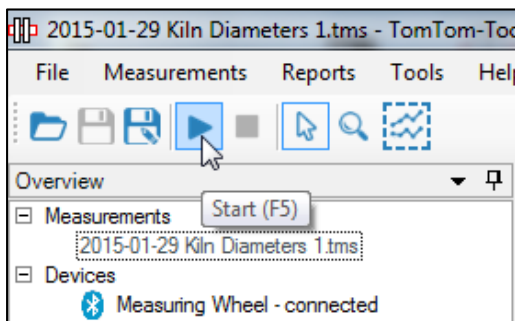 2015-01-29 Kiln Diameters 1.tms - TomTom-Too
File Measurements Reports Tools Help
Overview
Start (F5)
Measurements
2015-01-29 Kiln Diameters 1.tms
Devices
Measuring Wheel - connected